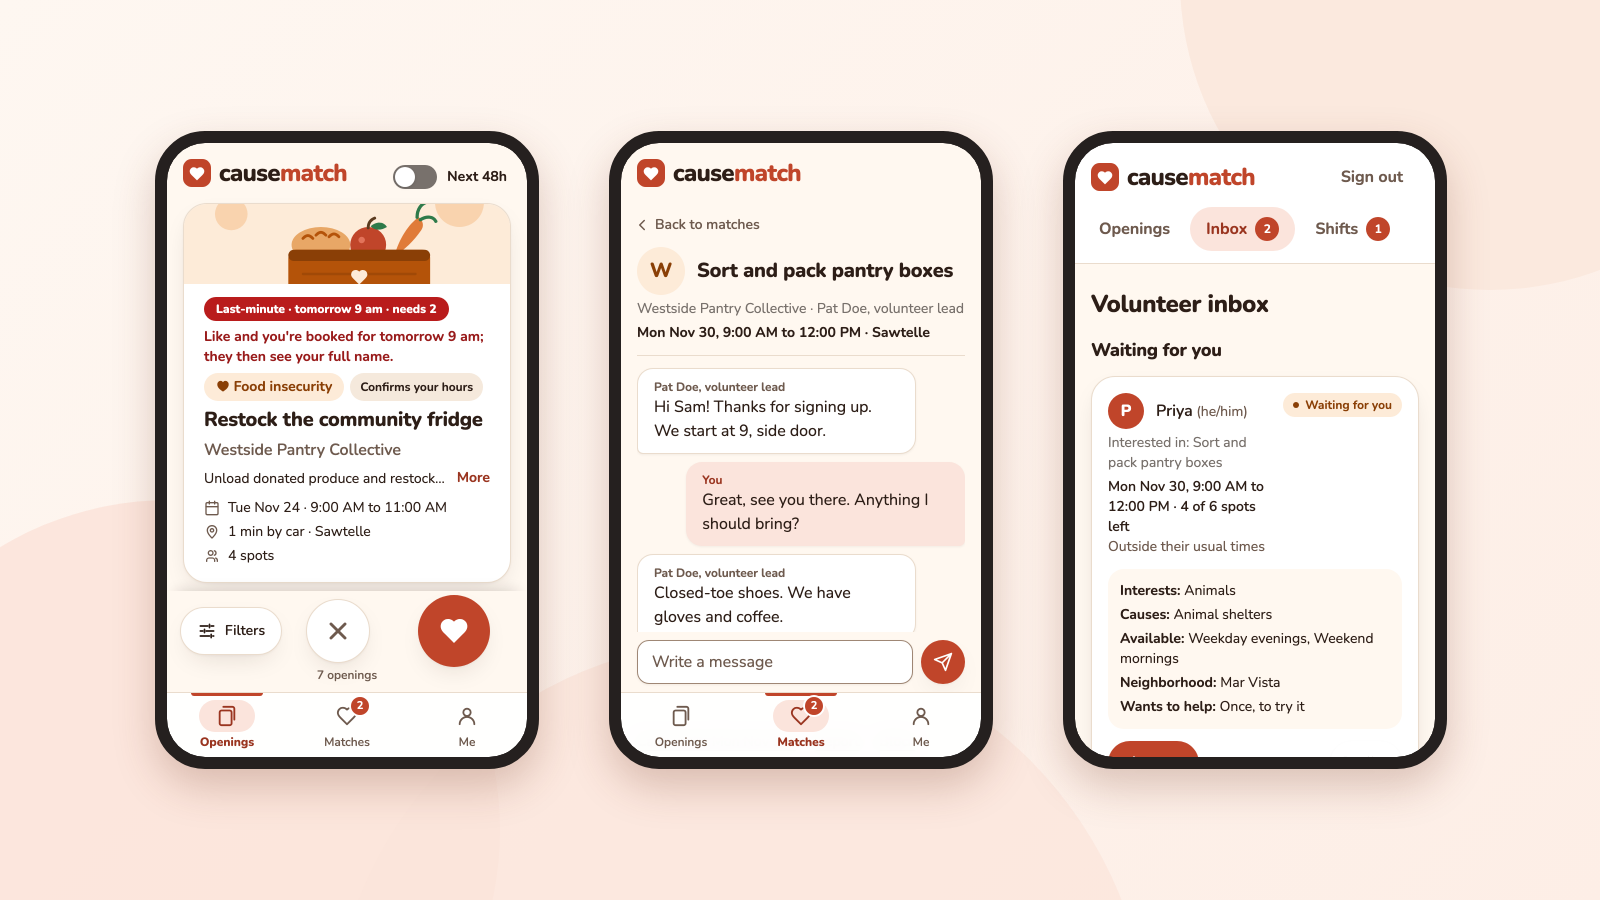 causematch
Next 48h
Last-minute · tomorrow 9 am · needs 2
Like and you're booked for tomorrow 9 am;
they then see your full name.
Food insecurity
Confirms your hours
Restock the community fridge
Westside Pantry Collective
Unload donated produce and restock... More
Tue Nov 24 · 9:00 AM to 11:00 AM
1 min by car · Sawtelle
4 spots
Filters
7 openings
Openings
2
Matches
Me
causematch
Back to matches
W
Sort and pack pantry boxes
Westside Pantry Collective · Pat Doe, volunteer lead
Mon Nov 30, 9:00 AM to 12:00 PM · Sawtelle
Pat Doe, volunteer lead
Hi Sam! Thanks for signing up.
We start at 9, side door.
You
Great, see you there. Anything I
should bring?
Pat Doe, volunteer lead
Closed-toe shoes. We have
gloves and coffee.
Write a message
Openings
2
Matches
Me
causematch
Sign out
Openings
Inbox 2
Shifts 1
Volunteer inbox
Waiting for you
P
Priya (he/him)
Waiting for you
Interested in: Sort and
pack pantry boxes
Mon Nov 30, 9:00 AM to
12:00 PM · 4 of 6 spots
left
Outside their usual times
Interests: Animals
Causes: Animal shelters
Available: Weekday evenings, Weekend
mornings
Neighborhood: Mar Vista
Wants to help: Once, to try it